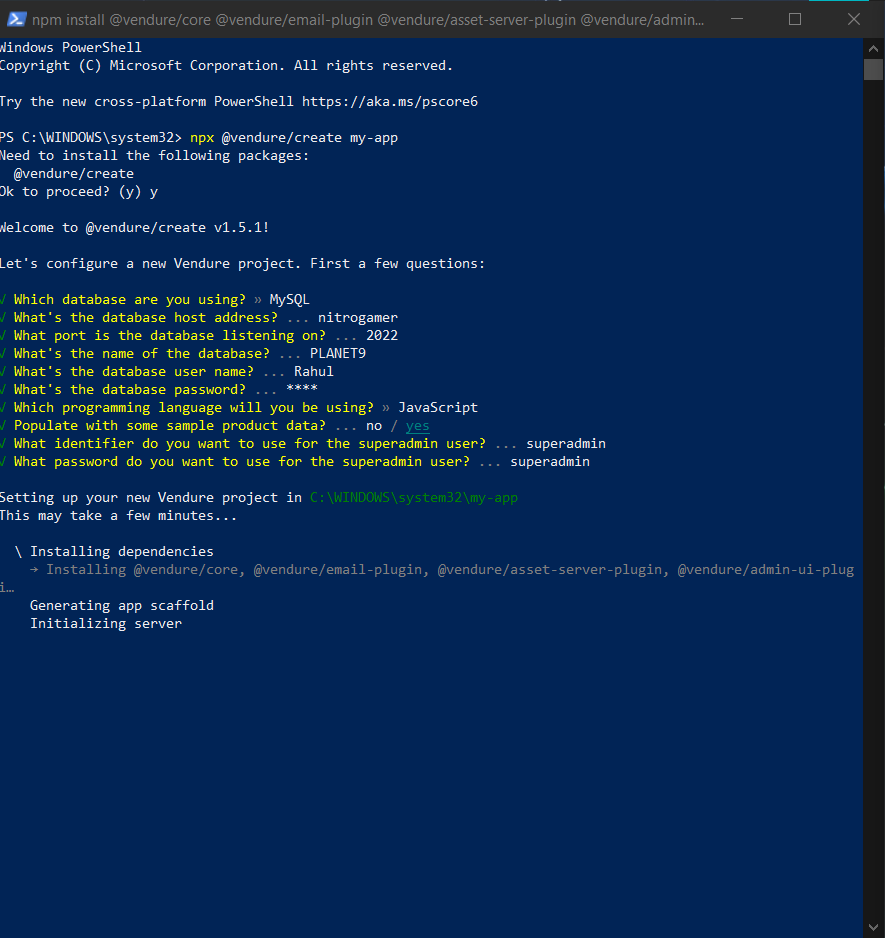 npm install @vendure/core @vendure/email-plugin @vendure/asset-server-plugin @vendure/admin...
Windows PowerShell
Copyright (C) Microsoft Corporation. All rights reserved.
Try the new cross-platform PowerShell https://aka.ms/pscore6
PS C:\WINDOWS\system32> npx @vendure/create my-app
Need to install the following packages:
  @vendure/create
Ok to proceed? (y) y
Welcome to @vendure/create v1.5.1!
Let's configure a new Vendure project. First a few questions:
√ Which database are you using? » MySQL
√ What's the database host address? ... nitrogamer
√ What port is the database listening on? ... 2022
√ What's the name of the database? ... PLANET9
√ What's the database user name? ... Rahul
√ What's the database password? ... ****
√ Which programming language will you be using? » JavaScript
√ Populate with some sample product data? ... no / yes
√ What identifier do you want to use for the superadmin user? ... superadmin
√ What password do you want to use for the superadmin user? ... superadmin
Setting up your new Vendure project in C:\WINDOWS\system32\my-app
This may take a few minutes...
  \ Installing dependencies
    → Installing @vendure/core, @vendure/email-plugin, @vendure/asset-server-plugin, @vendure/admin-ui-plug
i…
    Generating app scaffold
    Initializing server